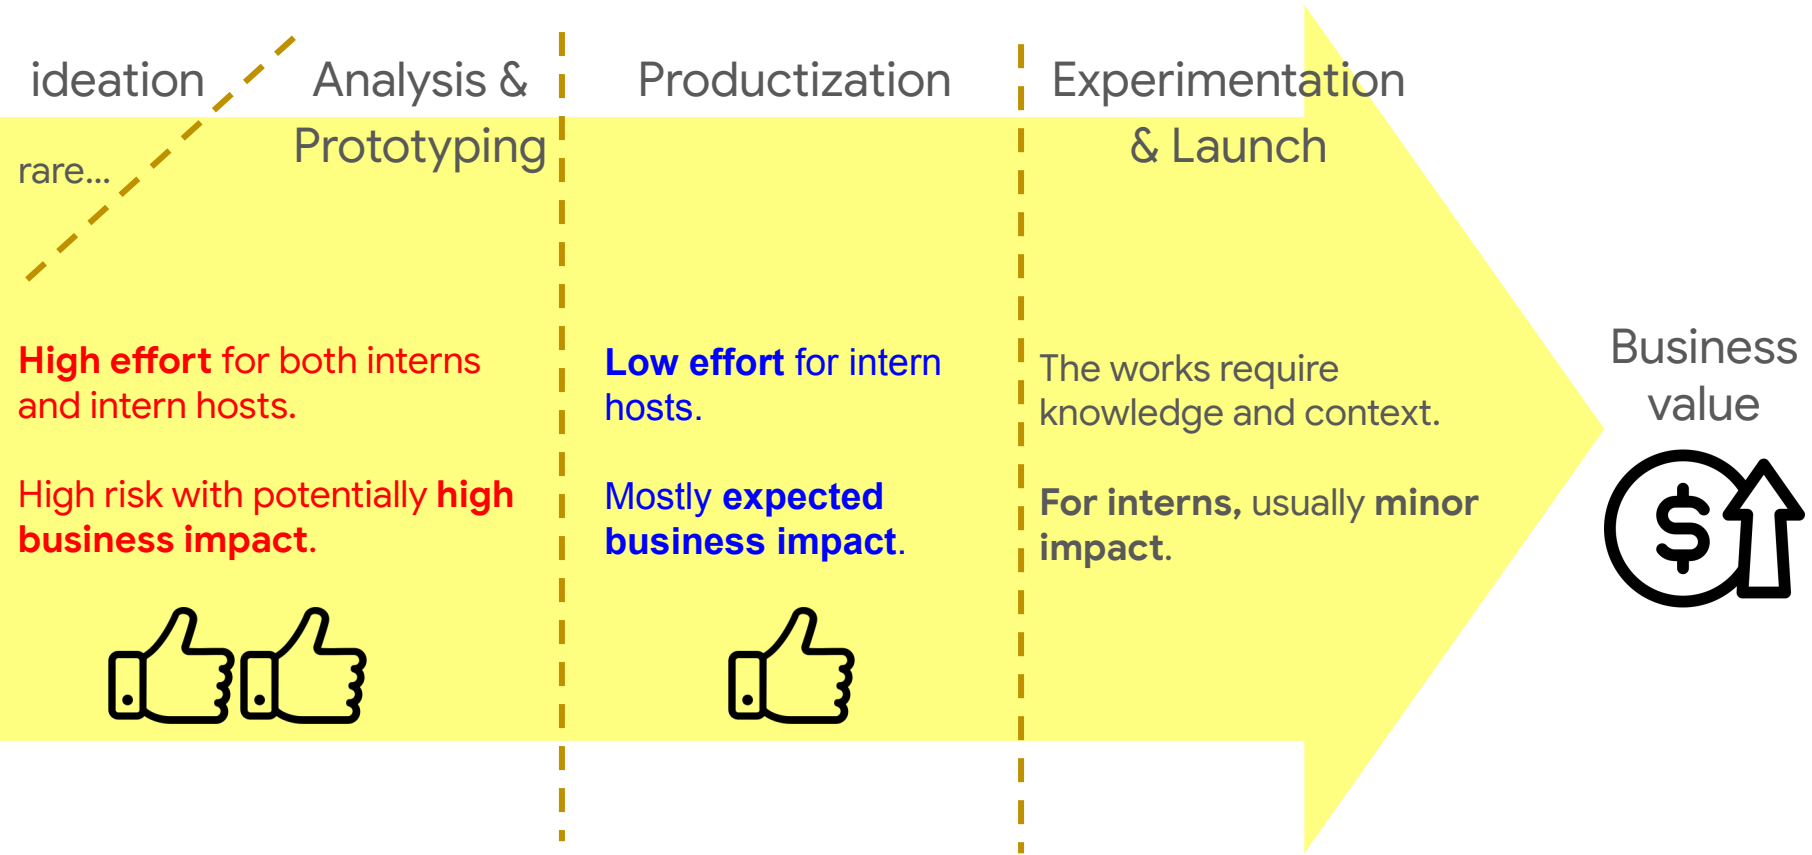 ideation
rare...
Analysis &
Prototyping
High effort for both interns
and intern hosts.
High risk with potentially high
business impact.
Productization
Low effort for intern
hosts.
Mostly expected
business impact.
Experimentation
& Launch
The works require
knowledge and context.
For interns, usually minor
impact.
Business
value
$